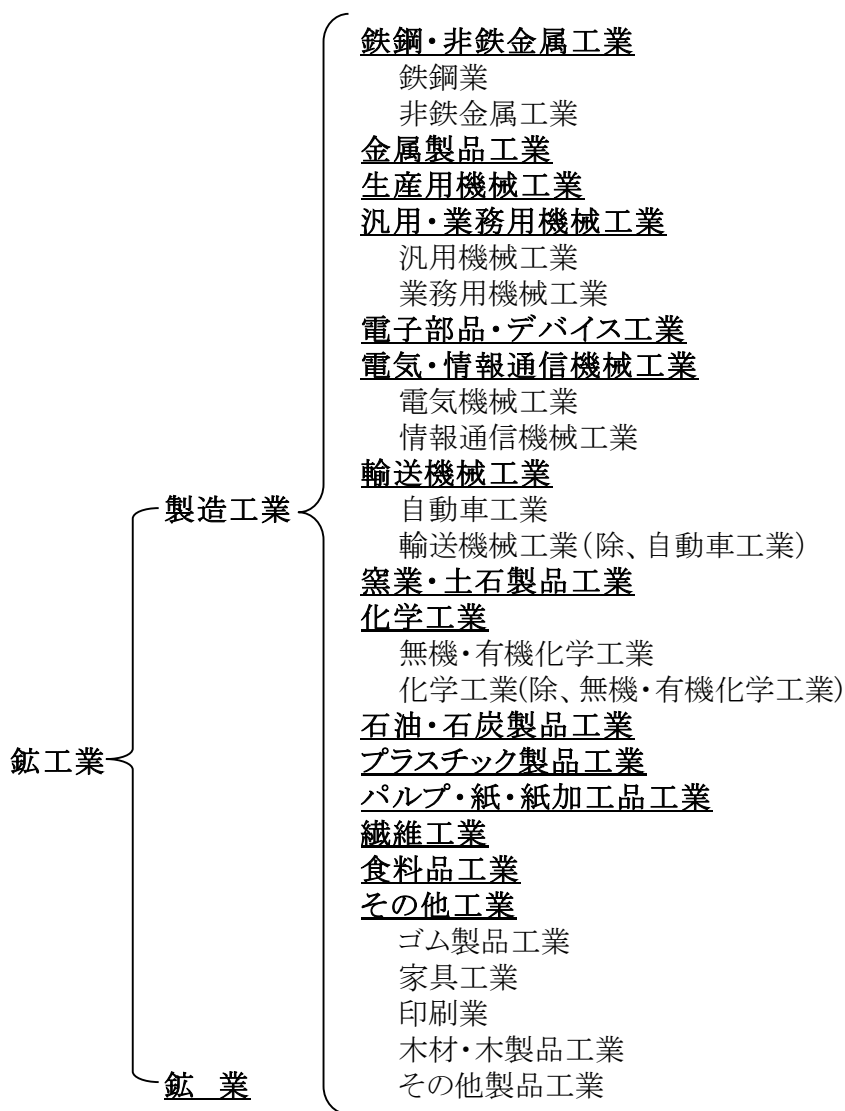 鉱工業
製造工業
鉄鋼・非鉄金属工業
鉄鋼業
非鉄金属工業
金属製品工業
生産用機械工業
汎用・業務用機械工業
汎用機械工業
業務用機械工業
電子部品・デバイス工業
電気・情報通信機械工業
電気機械工業
情報通信機械工業
輸送機械工業
自動車工業
輸送機械工業(除、自動車工業)
窯業・土石製品工業
化学工業
無機・有機化学工業
化学工業(除、無機・有機化学工業)
石油・石炭製品工業
プラスチック製品工業
パルプ・紙・紙加工品工業
繊維工業
食料品工業
その他工業
ゴム製品工業
家具工業
印刷業
木材・木製品工業
その他製品工業
鉱 業